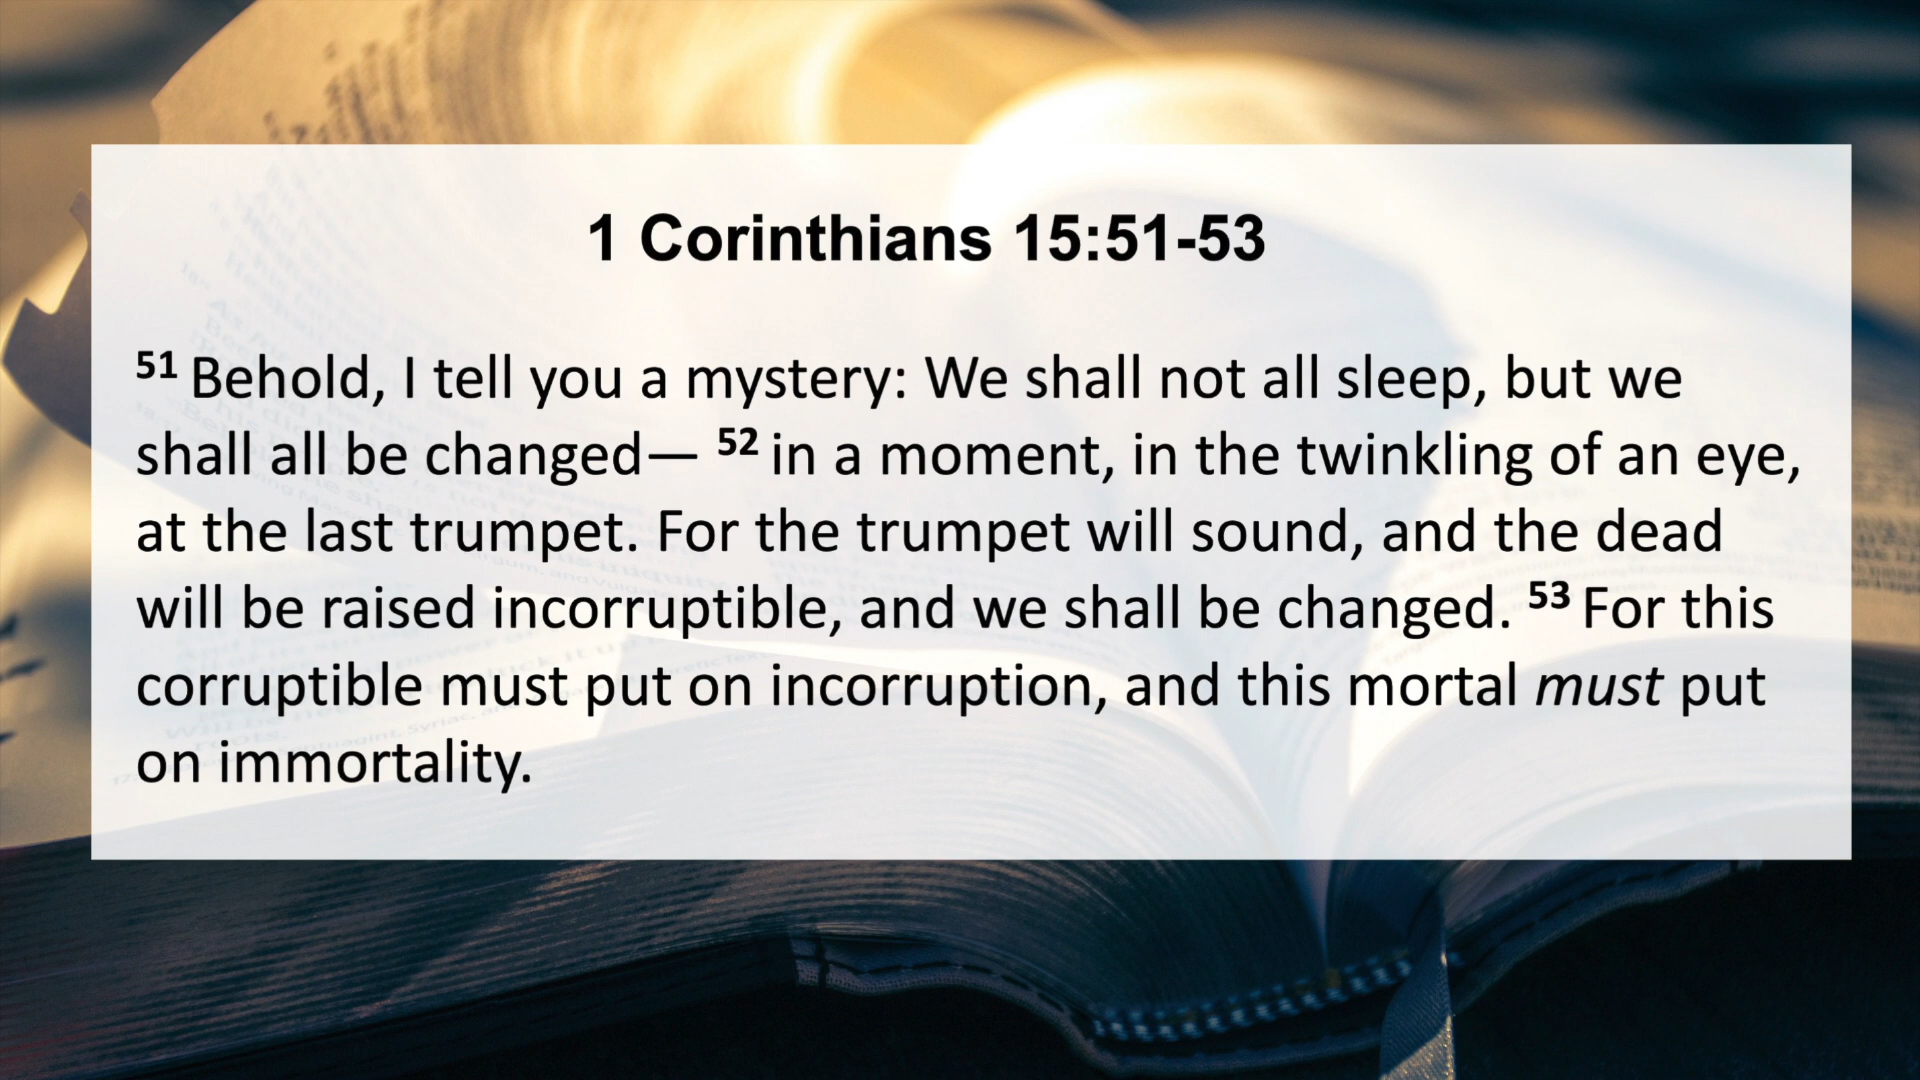 1 Corinthians 15:51-53
51 Behold, I tell you a mystery: We shall not all sleep, but we
shall all be changed— 52 in a moment, in the twinkling of an eye,
at the last trumpet. For the trumpet will sound, and the dead
will be raised incorruptible, and we shall be changed. 53 For this
corruptible must put on incorruption, and this mortal must put
on immortality.